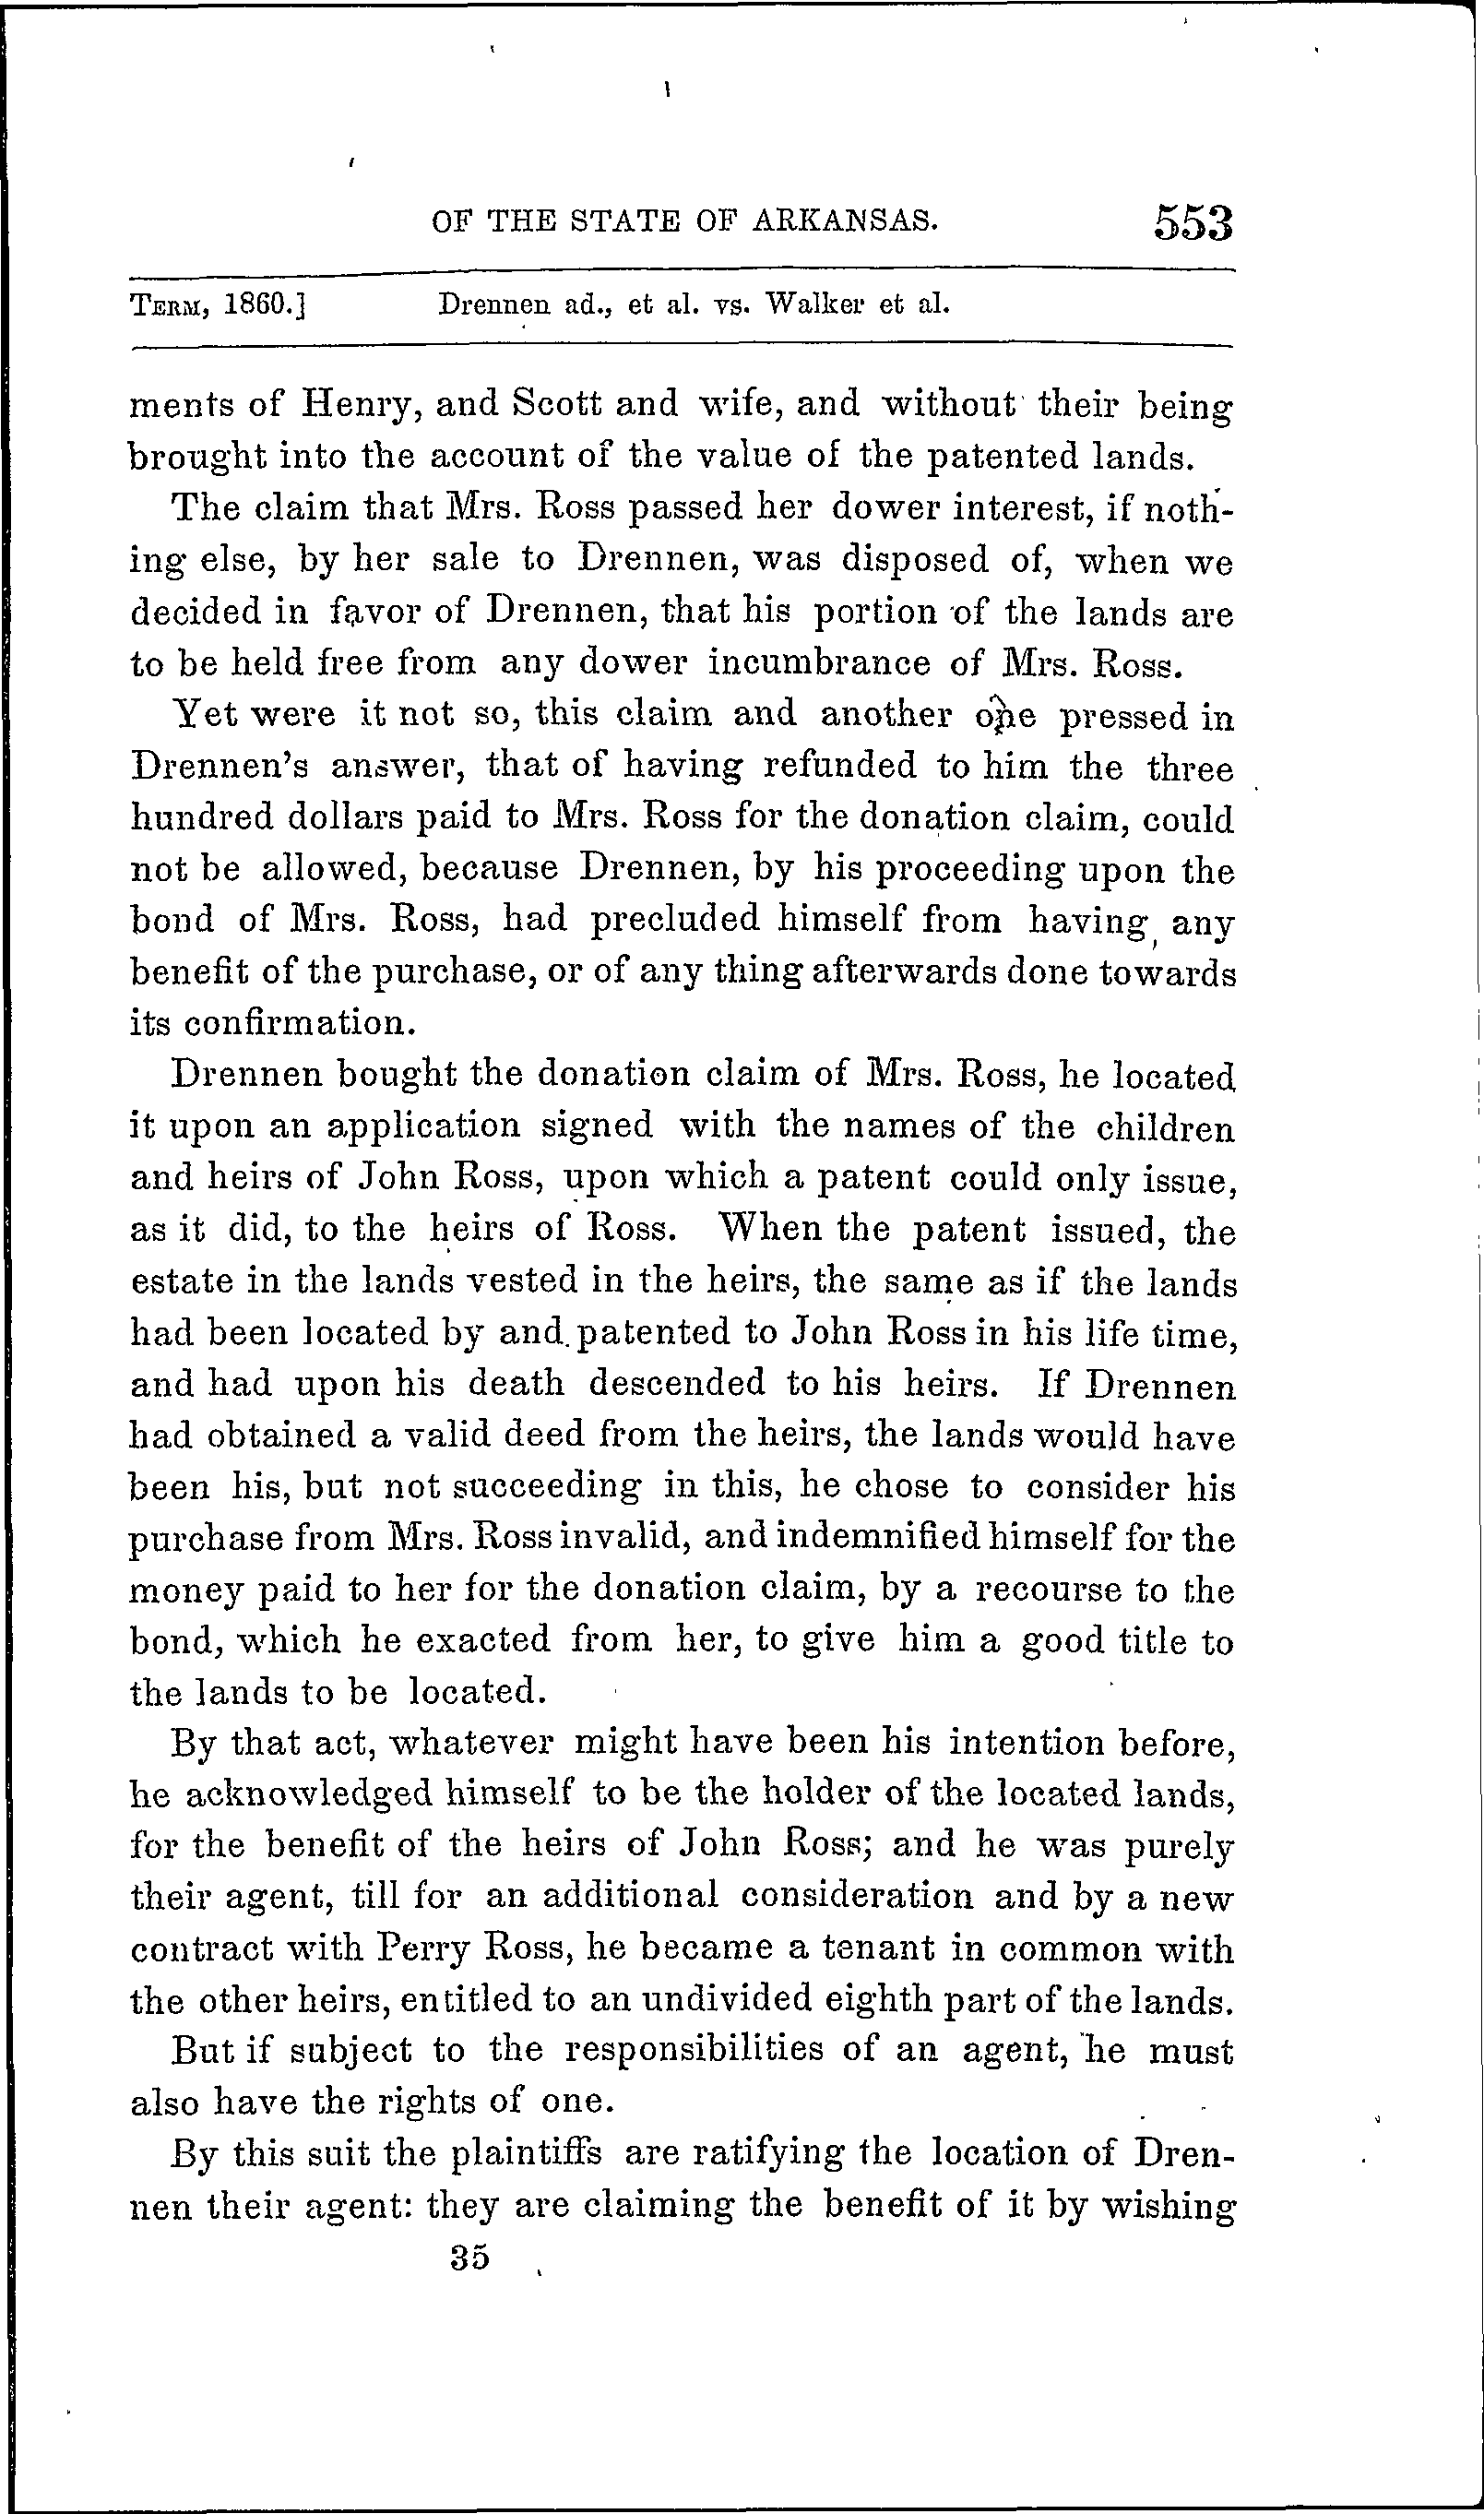 OF THE STATE OF ARKANSAS. 553
TERM, 1860.] Drennen ad., et al. vs. Walker et al.
ments of Henry, and Scott and wife, and without their being
brought into the account of the value of the patented lands.
The claim that Mrs. Ross passed her dower interest, if noth-
ing else, by her sale to Drennen, was disposed of, when we
decided in favor of Drennen, that his portion of the lands are
to be held free from any dower incumbrance of Mrs. Ross.
Yet were it not so, this claim and another one pressed in
Drennen's answer, that of having refunded to him the three
hundred dollars paid to Mrs. Ross for the donation claim, could
not be allowed, because Drennen, by his proceeding upon the
bond of Mrs. Ross, had precluded himself from having any
benefit of the purchase, or of any thing afterwards done towards
its confirmation.
Drennen bought the donation claim of Mrs. Ross, he located
it upon an application signed with the names of the children
and heirs of John Ross, upon which a patent could only issue,
as it did, to the heirs of Ross. When the patent issued, the
estate in the lands vested in the heirs, the same as if the lands
had been located by and patented to John Ross in his life time,
and had upon his death descended to his heirs. If Drennen
had obtained a valid deed from the heirs, the lands would have
been his, but not succeeding in this, he chose to consider his
purchase from Mrs. Ross invalid, and indemnified himself for the
money paid to her for the donation claim, by a recourse to the
bond, which he exacted from her, to give him a good title to
the lands to be located.
By that act, whatever might have been his intention before,
he acknowledged himself to be the holder of the located lands,
for the benefit of the heirs of John Ross; and he was purely
their agent, till for an additional consideration and by a new
contract with Perry Ross, he became a tenant in common with
the other heirs, entitled to an undivided eighth part of the lands.
But if subject to the responsibilities of an agent, he must
also have the rights of one.
By this suit the plaintiffs are ratifying the location of Dren-
nen their agent: they are claiming the benefit of it by wishing
35